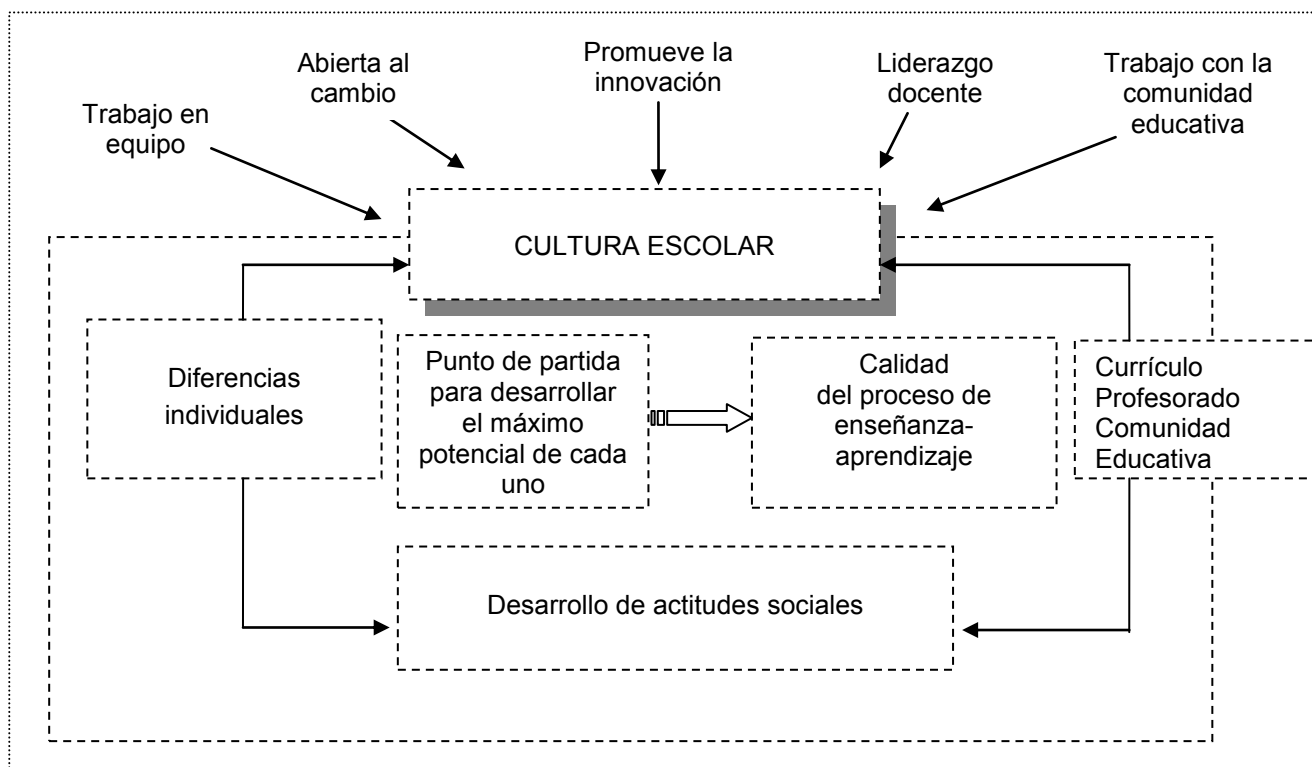 Promueve la
innovación
Abierta al
cambio
Liderazgo
docente
Trabajo con la
comunidad
educativa
Trabajo en
equipo
CULTURA ESCOLAR
Diferencias
individuales
Punto de partida
para desarrollar
el máximo
potencial de cada
uno
Calidad
del proceso de
enseñanza-
aprendizaje
Currículo
Profesorado
Comunidad
Educativa
Desarrollo de actitudes sociales